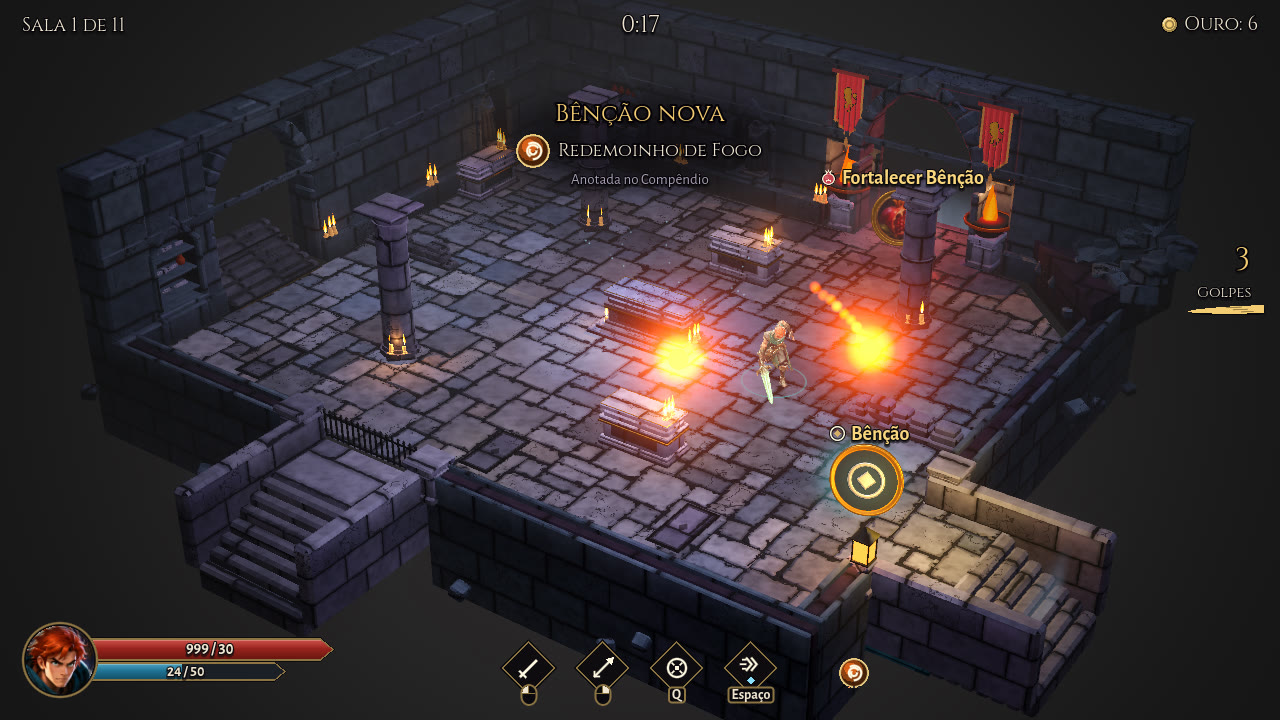 Sala 1 de 11
0:17
Ouro: 6
Bênção nova
Redemoinho de Fogo
Anotada no Compêndio
Fortalecer Bênção
3
Golpes
Bênção
999/30
24/50
Q
Espaço